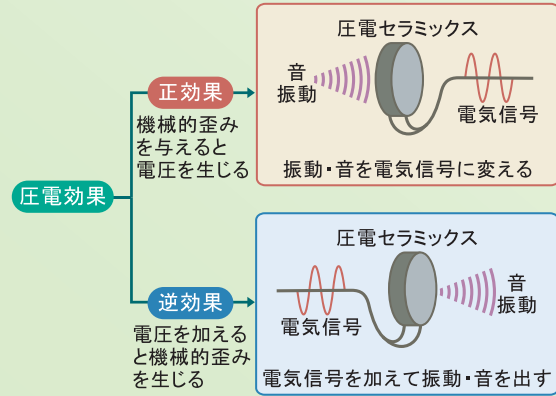 圧電効果
正効果
機械的歪み
を与えると
電圧を生じる
圧電セラミックス
音
振動
電気信号
振動・音を電気信号に変える
逆効果
電圧を加える
と機械的歪み
を生じる
圧電セラミックス
電気信号
音
振動
電気信号を加えて振動・音を出す